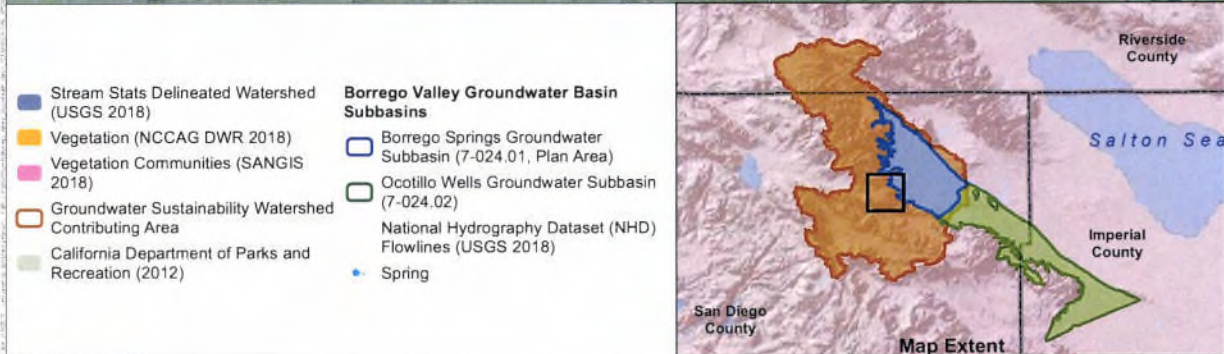 Stream Stats Delineated Watershed
(USGS 2018)
Vegetation (NCCAG DWR 2018)
Vegetation Communities (SANGIS
2018)
Groundwater Sustainability Watershed
Contributing Area
California Department of Parks and
Recreation (2012)
Borrego Valley Groundwater Basin
Subbasins
Borrego Springs Groundwater
Subbasin (7-024.01, Plan Area)
Ocotillo Wells Groundwater Subbasin
(7-024.02)
National Hydrography Dataset (NHD)
Flowlines (USGS 2018)
Spring
Riverside
County
Salton Sea
Imperial
County
San Diego
County
Map Extent